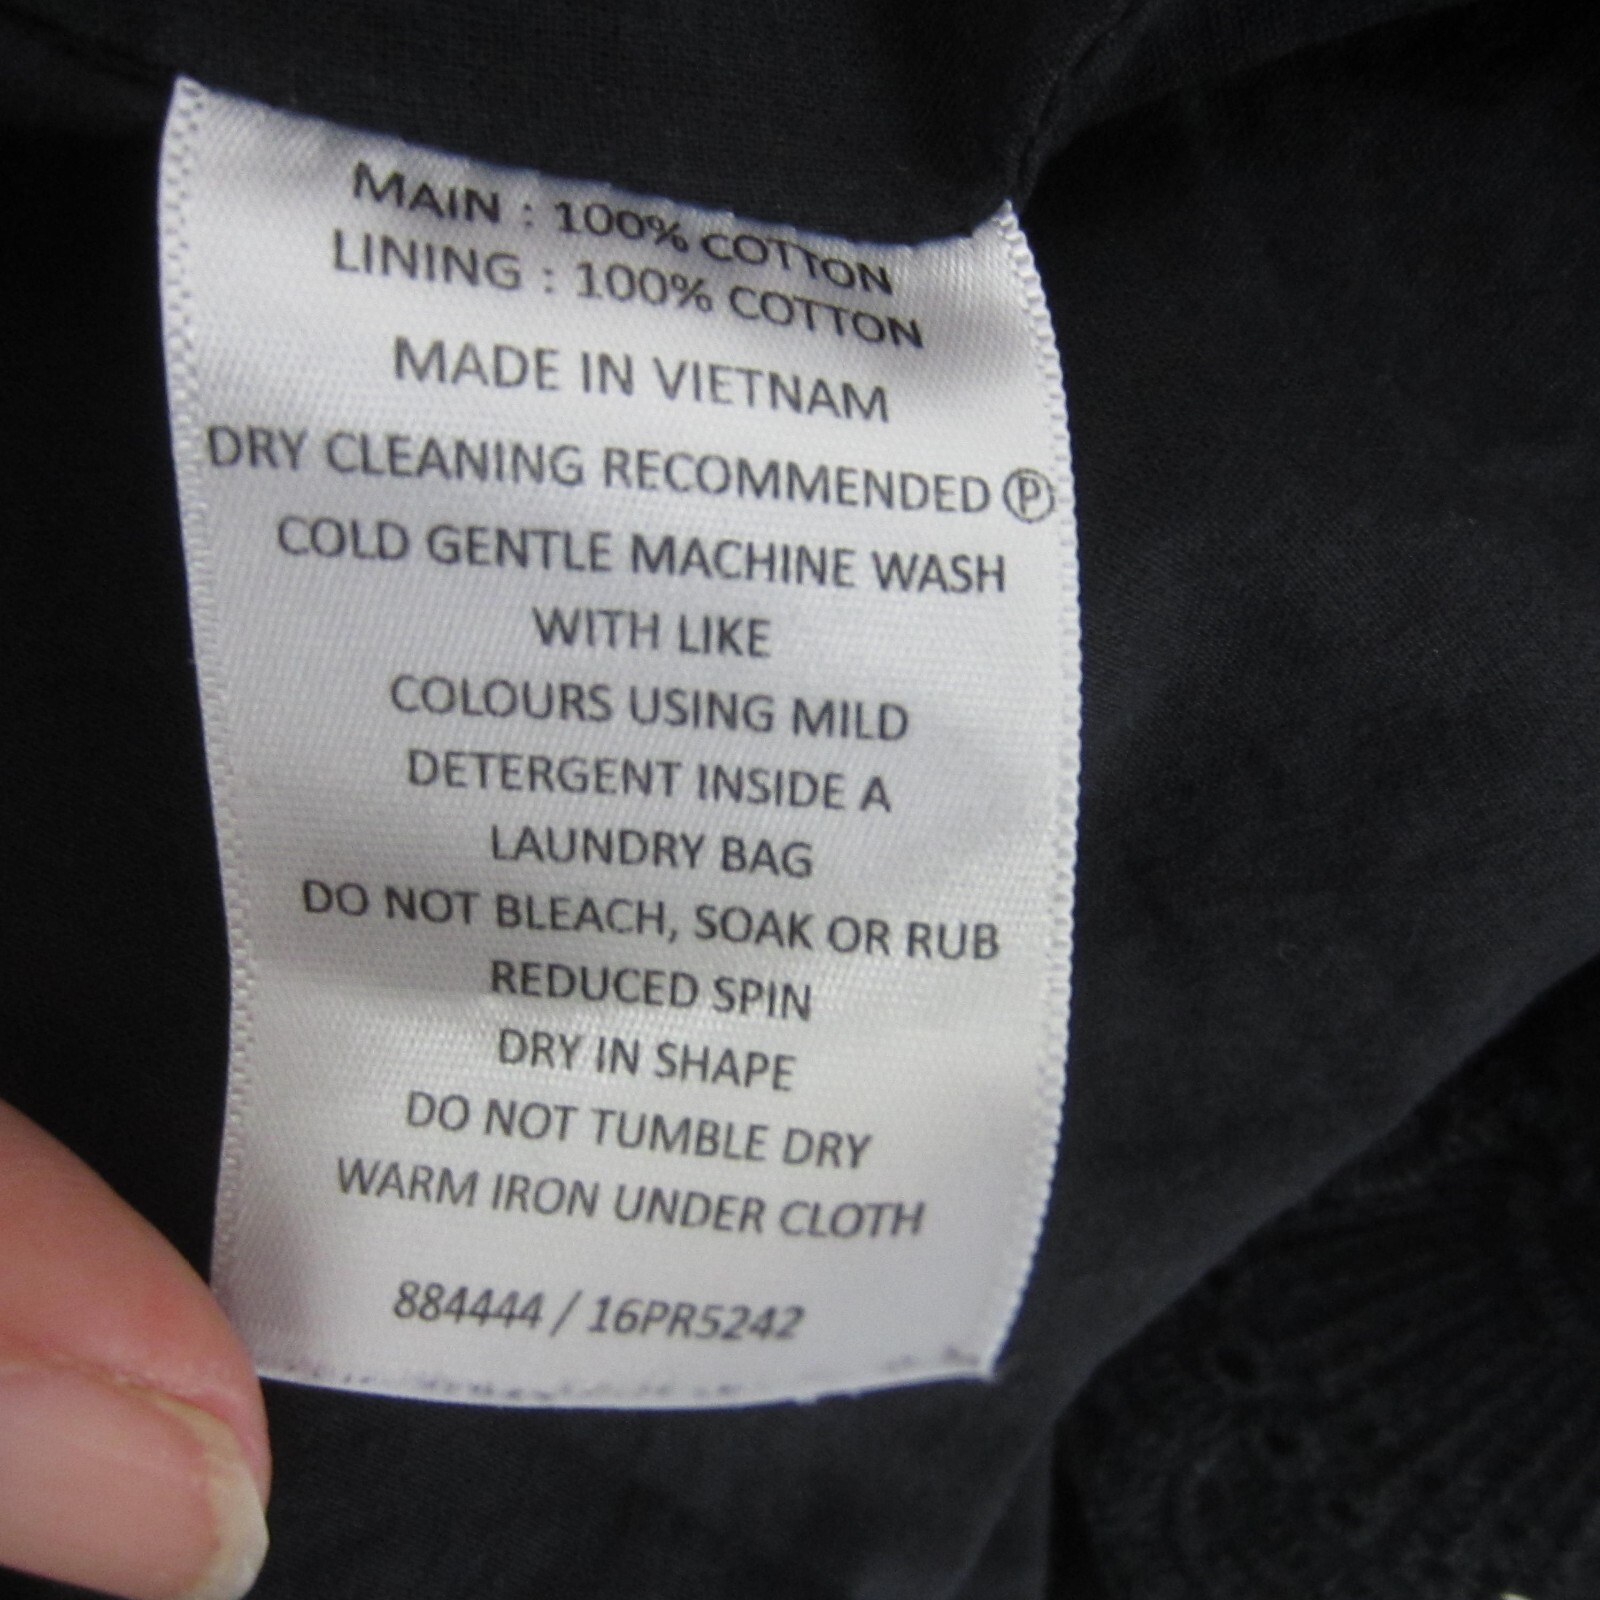 MAIN : 100% COTTON
LINING : 100% COTTON
MADE IN VIETNAM
DRY CLEANING RECOMMENDED Ⓟ
COLD GENTLE MACHINE WASH
WITH LIKE
COLOURS USING MILD
DETERGENT INSIDE A
LAUNDRY BAG
DO NOT BLEACH, SOAK OR RUB
REDUCED SPIN
DRY IN SHAPE
DO NOT TUMBLE DRY
WARM IRON UNDER CLOTH
884444 / 16PR5242